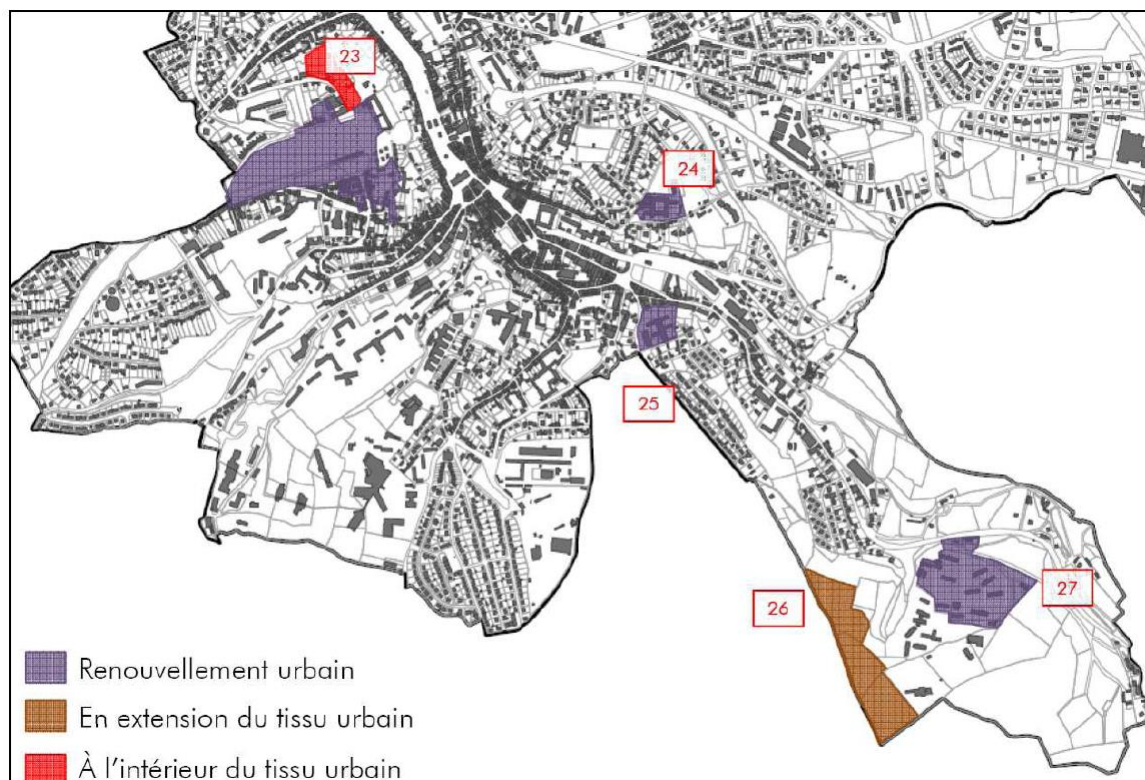 23
24
25
26
27
Renouvellement urbain
En extension du tissu urbain
À l'intérieur du tissu urbain